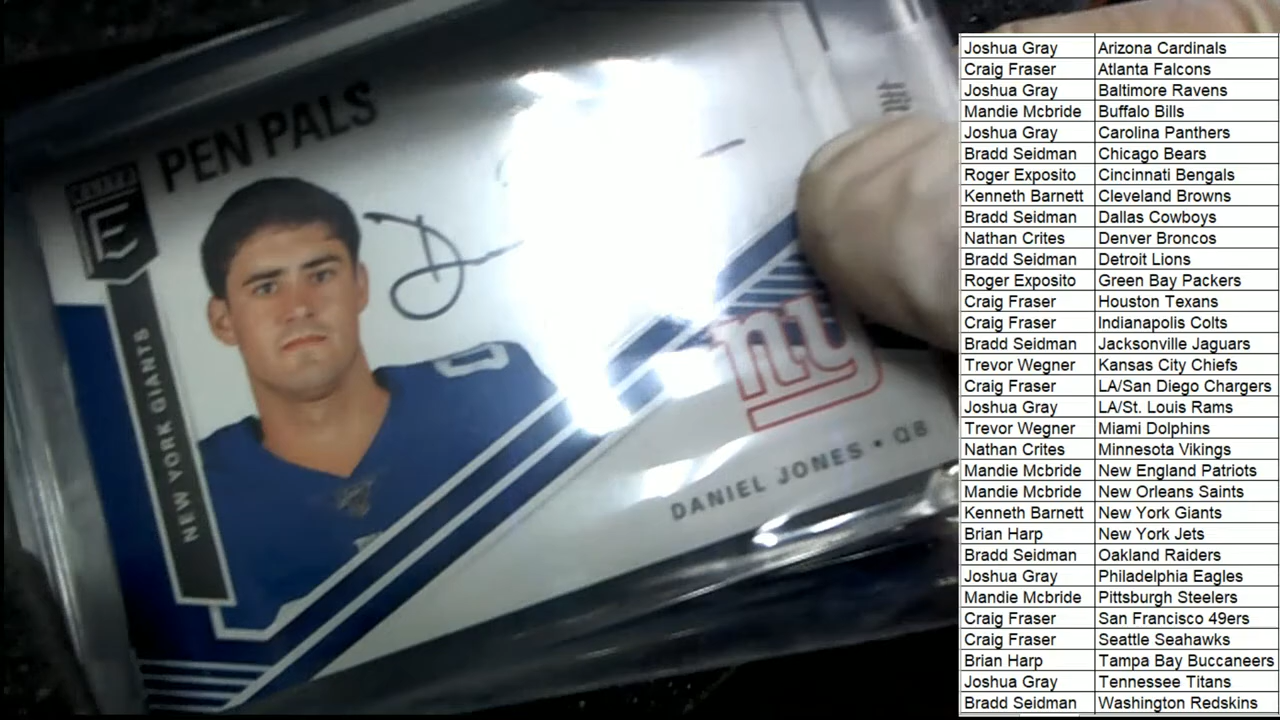 PEN PALS
E
NEW YORK GIANTS
ny
DANIEL JONES • QB
Joshua Gray Arizona Cardinals
Craig Fraser Atlanta Falcons
Joshua Gray Baltimore Ravens
Mandie Mcbride Buffalo Bills
Joshua Gray Carolina Panthers
Bradd Seidman Chicago Bears
Roger Exposito Cincinnati Bengals
Kenneth Barnett Cleveland Browns
Bradd Seidman Dallas Cowboys
Nathan Crites Denver Broncos
Bradd Seidman Detroit Lions
Roger Exposito Green Bay Packers
Craig Fraser Houston Texans
Craig Fraser Indianapolis Colts
Bradd Seidman Jacksonville Jaguars
Trevor Wegner Kansas City Chiefs
Craig Fraser LA/San Diego Chargers
Joshua Gray LA/St. Louis Rams
Trevor Wegner Miami Dolphins
Nathan Crites Minnesota Vikings
Mandie Mcbride New England Patriots
Mandie Mcbride New Orleans Saints
Kenneth Barnett New York Giants
Brian Harp New York Jets
Bradd Seidman Oakland Raiders
Joshua Gray Philadelphia Eagles
Mandie Mcbride Pittsburgh Steelers
Craig Fraser San Francisco 49ers
Craig Fraser Seattle Seahawks
Brian Harp Tampa Bay Buccaneers
Joshua Gray Tennessee Titans
Bradd Seidman Washington Redskins